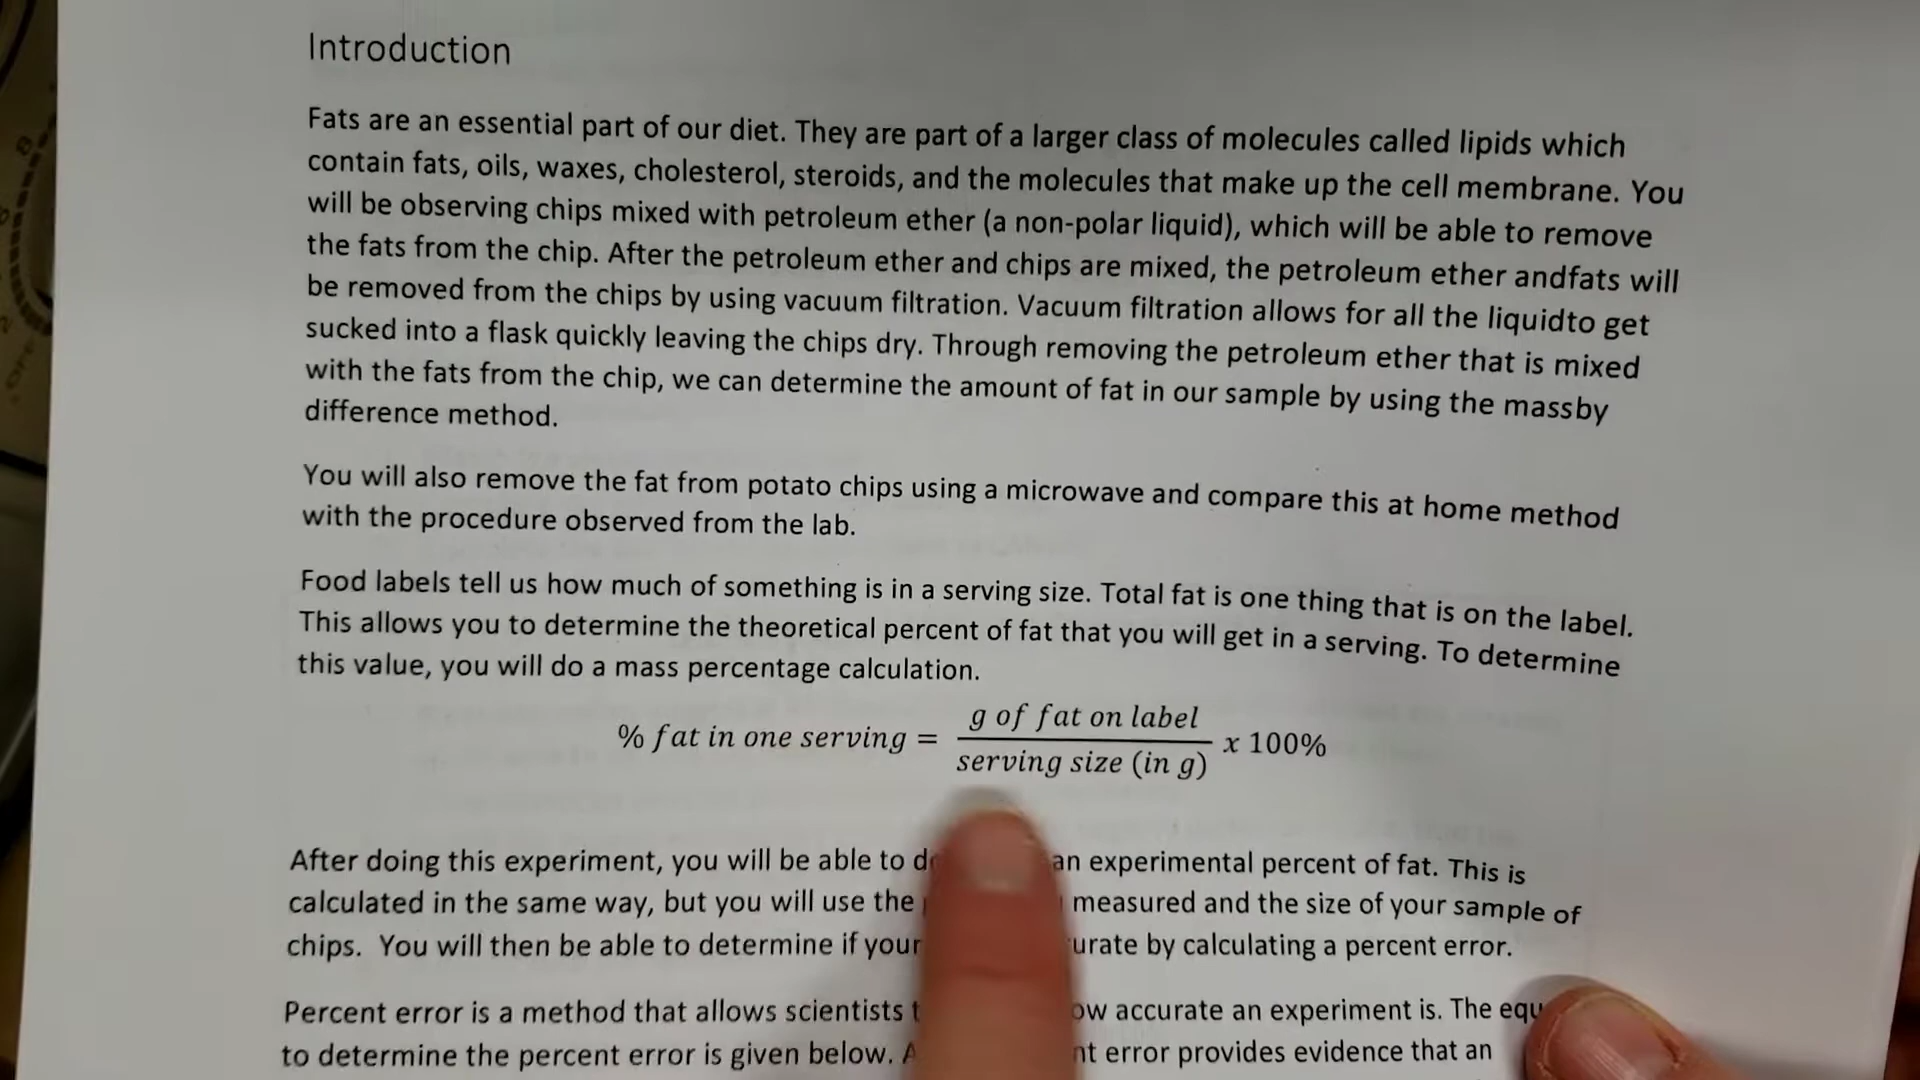 Introduction
Fats are an essential part of our diet. They are part of a larger class of molecules called lipids which
contain fats, oils, waxes, cholesterol, steroids, and the molecules that make up the cell membrane. You
will be observing chips mixed with petroleum ether (a non-polar liquid), which will be able to remove
the fats from the chip. After the petroleum ether and chips are mixed, the petroleum ether andfats will
be removed from the chips by using vacuum filtration. Vacuum filtration allows for all the liquidto get
sucked into a flask quickly leaving the chips dry. Through removing the petroleum ether that is mixed
with the fats from the chip, we can determine the amount of fat in our sample by using the massby
difference method.
You will also remove the fat from potato chips using a microwave and compare this at home method
with the procedure observed from the lab.
Food labels tell us how much of something is in a serving size. Total fat is one thing that is on the label.
This allows you to determine the theoretical percent of fat that you will get in a serving. To determine
this value, you will do a mass percentage calculation.
% fat in one serving = g of fat on label / serving size (in g) x 100%
After doing this experiment, you will be able to an experimental percent of fat. This is
calculated in the same way, but you will use the measured and the size of your sample of
chips. You will then be able to determine if your by calculating a percent error.
Percent error is a method that allows scientists accurate an experiment is. The
to determine the percent error is given below. error provides evidence that an